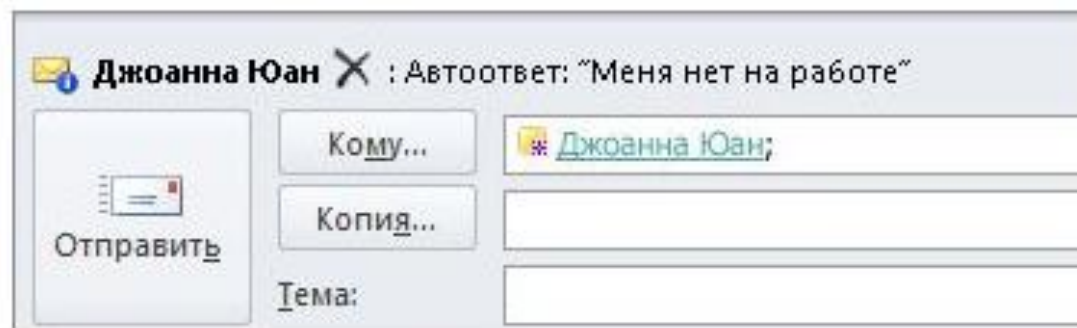 Джоанна Юан : Автоответ: "Меня нет на работе"
Кому... Джоанна Юан;
Копия...
Отправить
Тема: